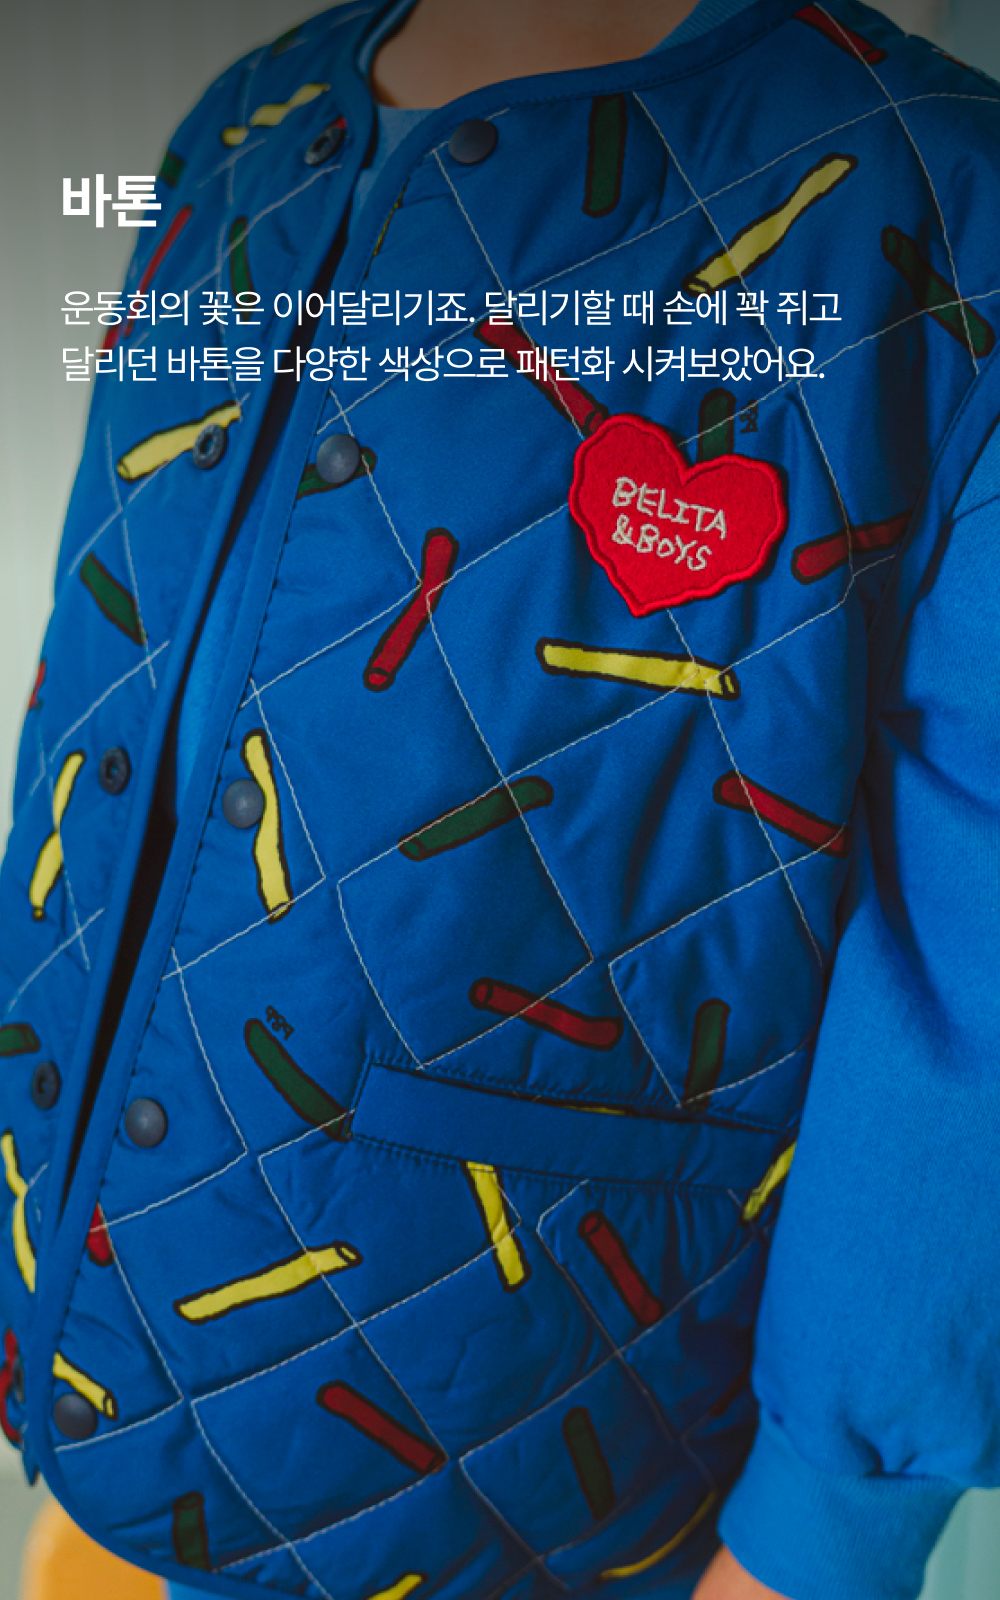 바톤
운동회의 꽃은 이어달리기죠. 달리기할 때 손에 꽉 쥐고
달리던 바톤을 다양한 색상으로 패턴화 시켜보았어요.
BELITA
&BOYS